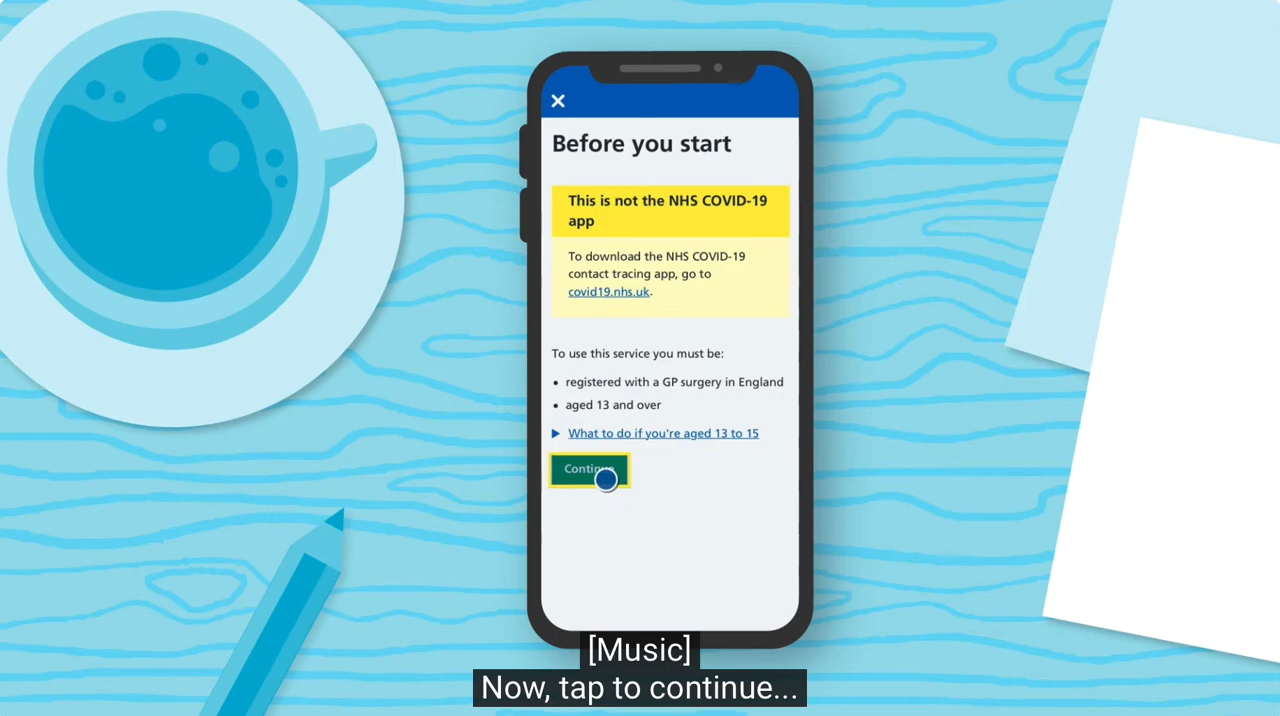 Before you start
This is not the NHS COVID-19
app
To download the NHS COVID-19
contact tracing app, go to
covid19.nhs.uk.
To use this service you must be:
• registered with a GP surgery in England
• aged 13 and over
What to do if you're aged 13 to 15
Continue
[Music]
Now, tap to continue...